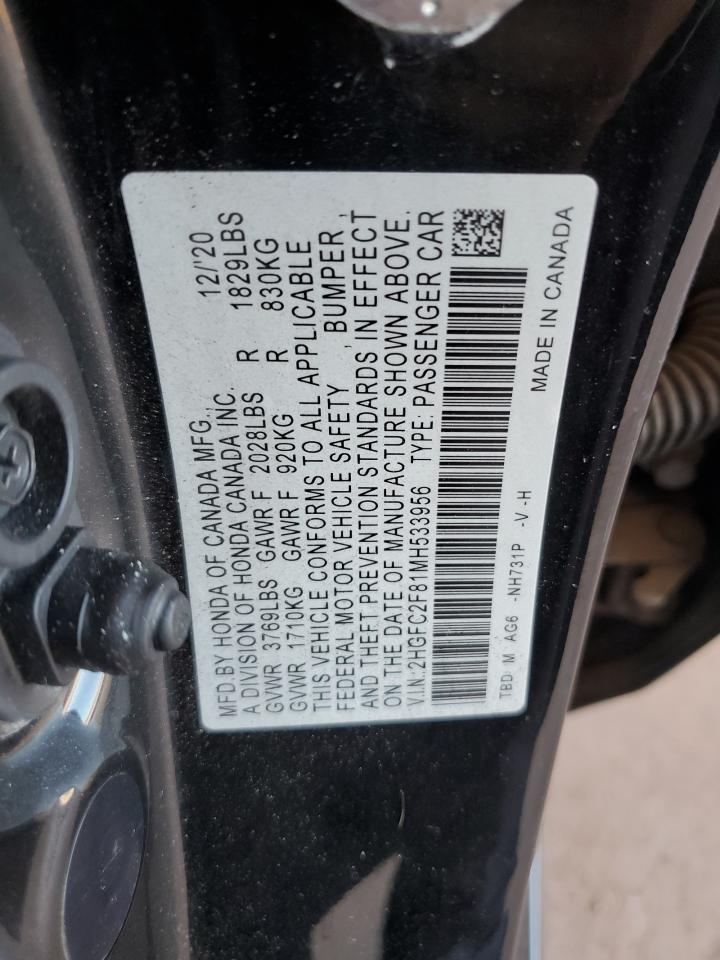 MFD.BY HONDA OF CANADA MFG., 12/'20
A DIVISION OF HONDA CANADA INC.
GVWR 3769LBS GAWR F 2028LBS R 1829LBS
GVWR 1710KG GAWR F 920KG R 830KG
THIS VEHICLE CONFORMS TO ALL APPLICABLE
FEDERAL MOTOR VEHICLE SAFETY , BUMPER ,
AND THEFT PREVENTION STANDARDS IN EFFECT
ON THE DATE OF MANUFACTURE SHOWN ABOVE.
V.I.N.: 2HGFC2F81MH533956 TYPE: PASSENGER CAR
TBD M AG6 -NH731P -V -H
MADE IN CANADA